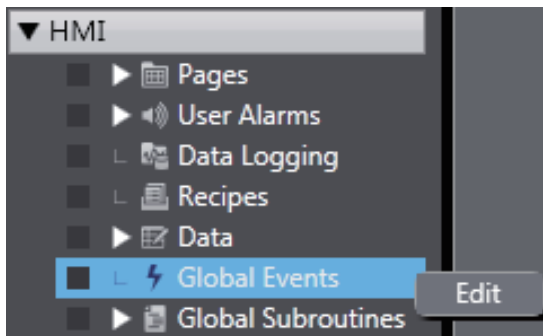 HMI
Pages
User Alarms
Data Logging
Recipes
Data
Global Events
Edit
Global Subroutines